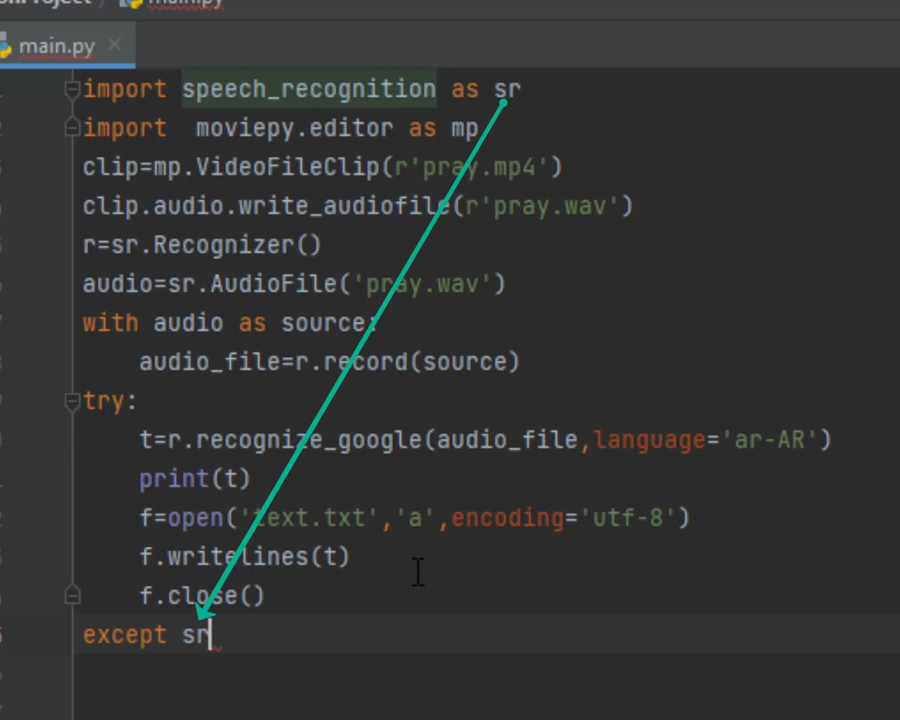 main.py
import speech_recognition as sr
import  moviepy.editor as mp
clip=mp.VideoFileClip(r'pray.mp4')
clip.audio.write_audiofile(r'pray.wav')
r=sr.Recognizer()
audio=sr.AudioFile('pray.wav')
with audio as source:
    audio_file=r.record(source)
try:
    t=r.recognize_google(audio_file,language='ar-AR')
    print(t)
    f=open('text.txt','a',encoding='utf-8')
    f.writelines(t)
    f.close()
except sr